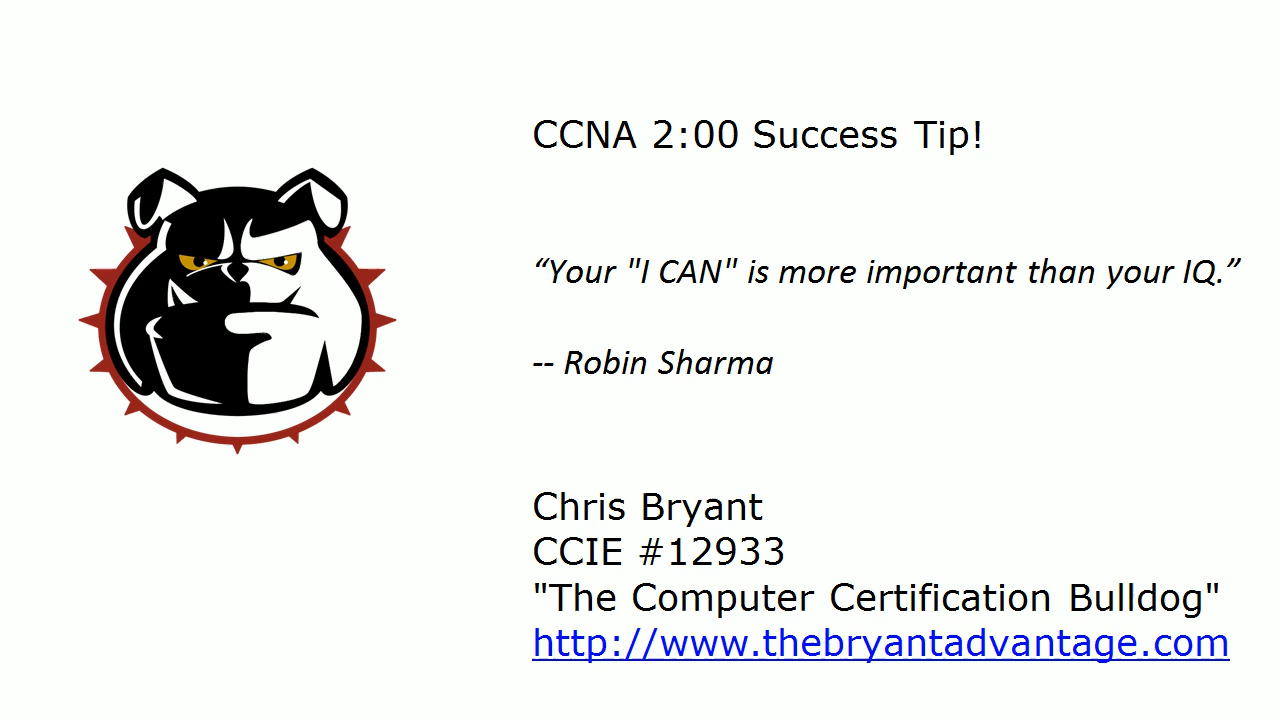 CCNA 2:00 Success Tip!
“Your "I CAN" is more important than your IQ.”
-- Robin Sharma
Chris Bryant
CCIE #12933
"The Computer Certification Bulldog"
http://www.thebryantadvantage.com